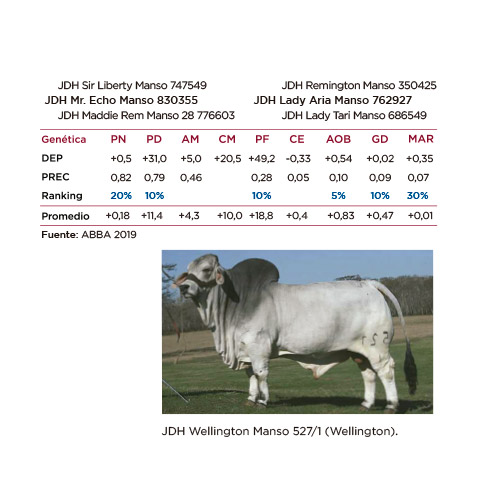 JDH Sir Liberty Manso 747549 JDH Remington Manso 350425
JDH Mr. Echo Manso 830355 JDH Lady Aria Manso 762927
JDH Maddie Rem Manso 28 776603 JDH Lady Tari Manso 686549
Genética PN PD AM CM PF CE AOB GD MAR
DEP +0,5 +31,0 +5,0 +20,5 +49,2 -0,33 +0,54 +0,02 +0,35
PREC 0,82 0,79 0,46 0,28 0,05 0,10 0,09 0,07
Ranking 20% 10% 10% 5% 10% 30%
Promedio +0,18 +11,4 +4,3 +10,0 +18,8 +0,4 +0,83 +0,47 +0,01
Fuente: ABBA 2019
527
JDH Wellington Manso 527/1 (Wellington).